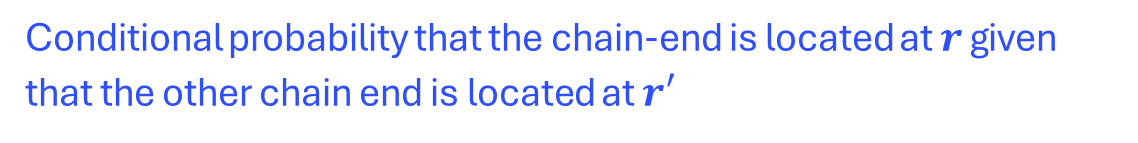 Conditional probability that the chain-end is located at r given
that the other chain end is located at r′